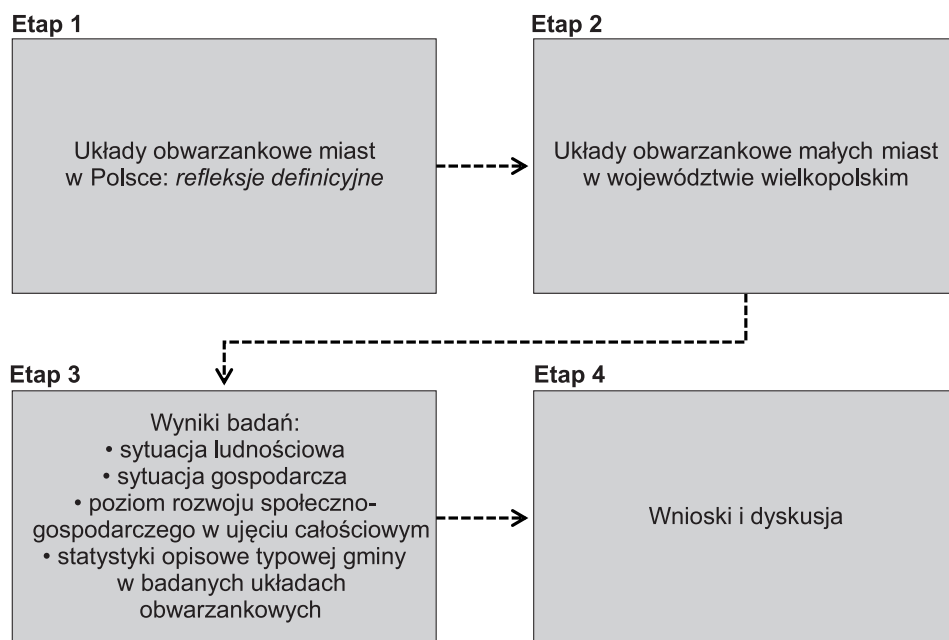 Etap 1
Układy obwarzankowe miast
w Polsce: refleksje definicyjne
Etap 2
Układy obwarzankowe małych miast
w województwie wielkopolskim
Etap 3
Wyniki badań:
• sytuacja ludnościowa
• sytuacja gospodarcza
• poziom rozwoju społeczno-
gospodarczego w ujęciu całościowym
• statystyki opisowe typowej gminy
w badanych układach
obwarzankowych
Etap 4
Wnioski i dyskusja